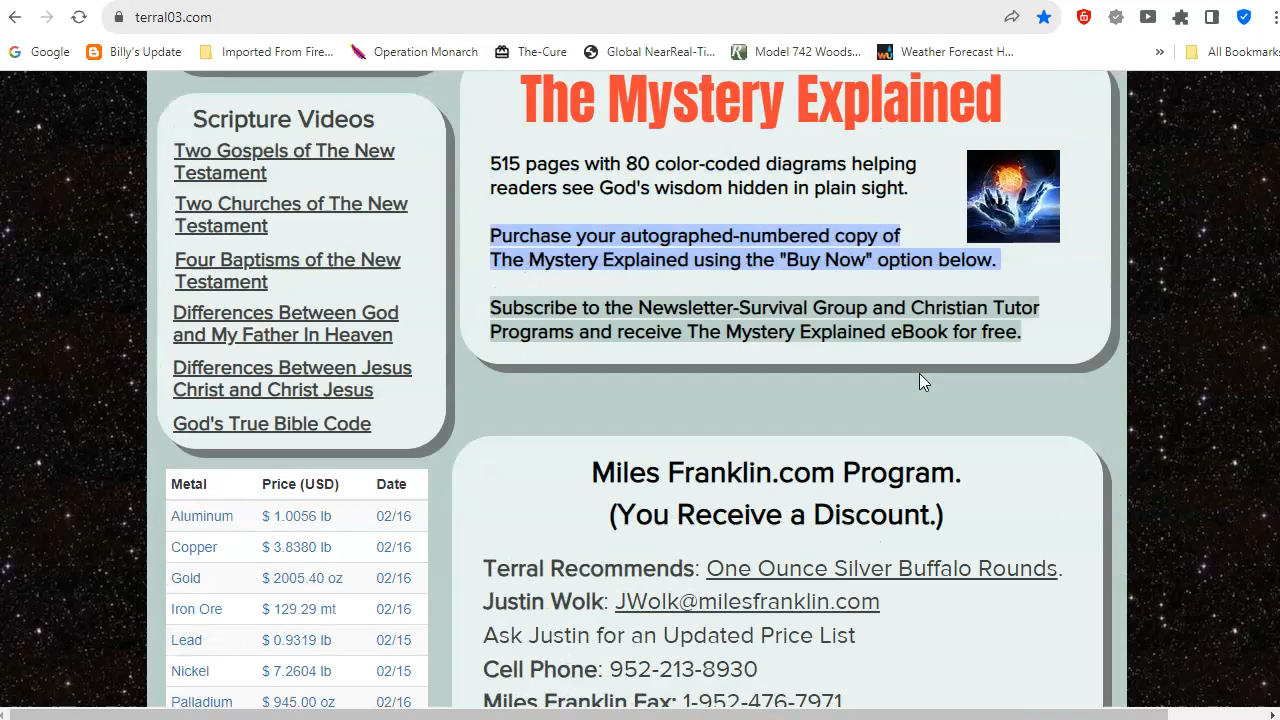 terral03.com
Google
Billy's Update
Imported From Fire...
Operation Monarch
The-Cure
Global NearReal-Ti...
Model 742 Woods...
Weather Forecast H...
»
All Bookmarks
Scripture Videos
Two Gospels of The New
Testament
Two Churches of The New
Testament
Four Baptisms of the New
Testament
Differences Between God
and My Father In Heaven
Differences Between Jesus
Christ and Christ Jesus
God's True Bible Code
Metal Price (USD) Date
Aluminum $ 1.0056 lb 02/16
Copper $ 3.8380 lb 02/16
Gold $ 2005.40 oz 02/16
Iron Ore $ 129.29 mt 02/16
Lead $ 0.9319 lb 02/15
Nickel $ 7.2604 lb 02/15
Palladium $ 945.00 oz 02/16
The Mystery Explained
515 pages with 80 color-coded diagrams helping
readers see God's wisdom hidden in plain sight.
Purchase your autographed-numbered copy of
The Mystery Explained using the "Buy Now" option below.
Subscribe to the Newsletter-Survival Group and Christian Tutor
Programs and receive The Mystery Explained eBook for free.
Miles Franklin.com Program.
(You Receive a Discount.)
Terral Recommends: One Ounce Silver Buffalo Rounds.
Justin Wolk: JWolk@milesfranklin.com
Ask Justin for an Updated Price List
Cell Phone: 952-213-8930
Miles Franklin Fax: 1-952-476-7971